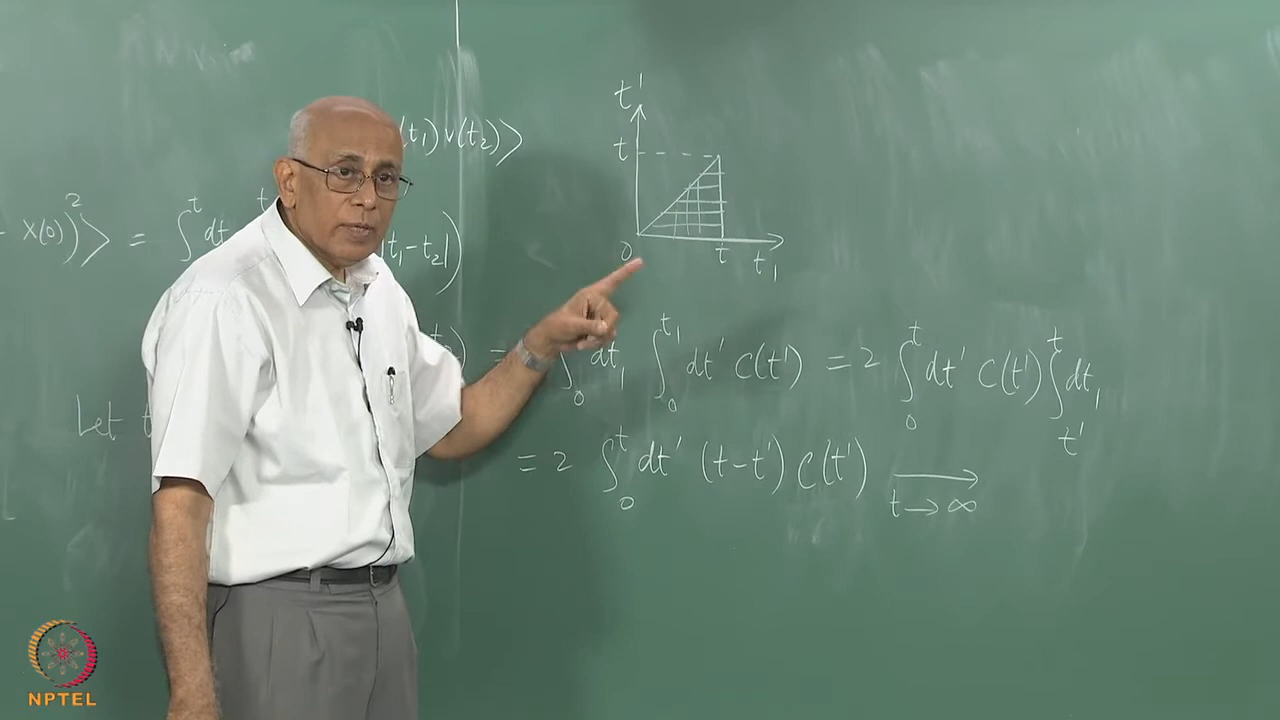 (t₁) v(t₂)⟩
X(0))²⟩ = ∫₀ᵗ dt |t₁-t₂|)
t'
t
0 t t₁
Let
t₂) = ∫₀ dt₁ ∫₀^{t₁} dt' C(t') = 2 ∫₀ᵗ dt' C(t') ∫_{t'}^{t} dt₁
= 2 ∫₀ᵗ dt' (t-t') C(t') ⟶ t→∞
NPTEL